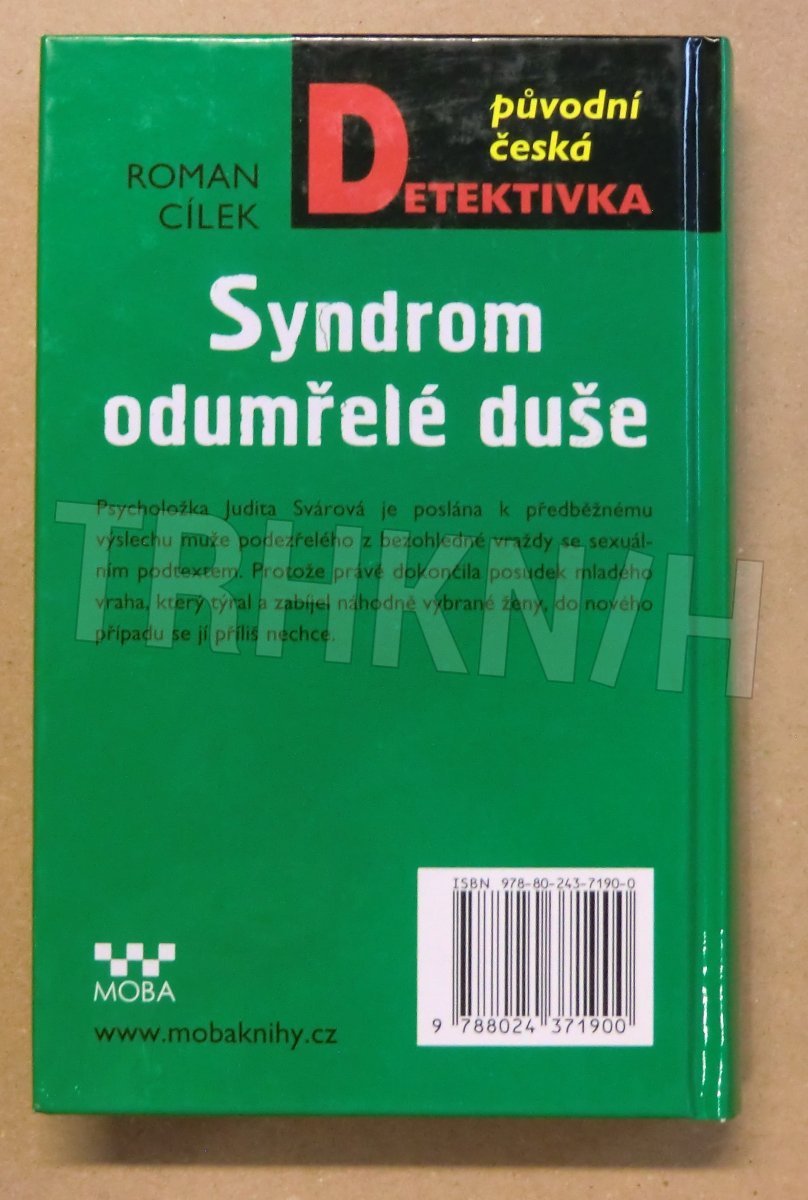 ROMAN
CÍLEK
původní
česká
DETEKTIVKA
Syndrom
odumřelé duše
Psycholožka Judita Svárová je poslána k předběžnému
výslechu muže podezřelého z bezohledné vraždy se sexuál-
ním podtextem. Protože právě dokončila posudek mladého
vraha, který týral a zabíjel náhodně vybrané ženy, do nového
případu se jí příliš nechce.
TRHKNIH
ISBN 978-80-243-7190-0
9 788024 371900
MOBA
www.mobaknihy.cz